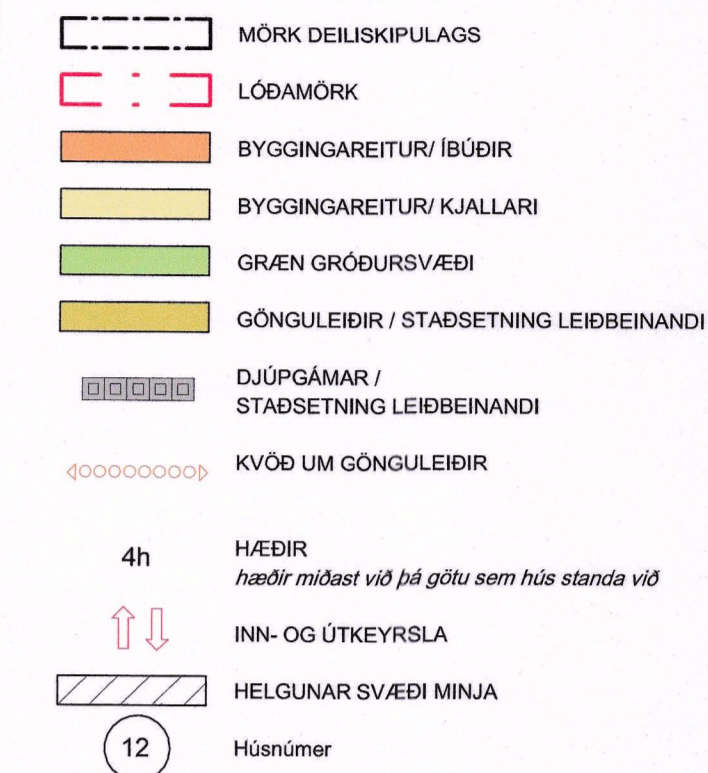 MÖRK DEILISKIPULAGS
LÓÐAMÖRK
BYGGINGAREITUR/ ÍBÚÐIR
BYGGINGAREITUR/ KJALLARI
GRÆN GRÓÐURSVÆÐI
GÖNGULEIÐIR / STAÐSETNING LEIÐBEINANDI
DJÚPGÁMAR /
STAÐSETNING LEIÐBEINANDI
KVÖÐ UM GÖNGULEIÐIR
4h HÆÐIR
hæðir miðast við þá götu sem hús standa við
INN- OG ÚTKEYRSLA
HELGUNAR SVÆÐI MINJA
12 Húsnúmer